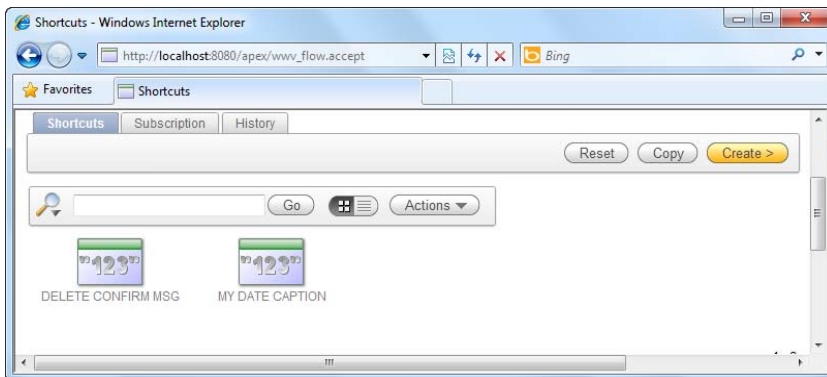 Shortcuts - Windows Internet Explorer
http://localhost:8080/apex/wwv_flow.accept
Bing
Favorites
Shortcuts
Shortcuts Subscription History
Reset Copy Create >
Go Actions
"123" "123"
DELETE CONFIRM MSG MY DATE CAPTION